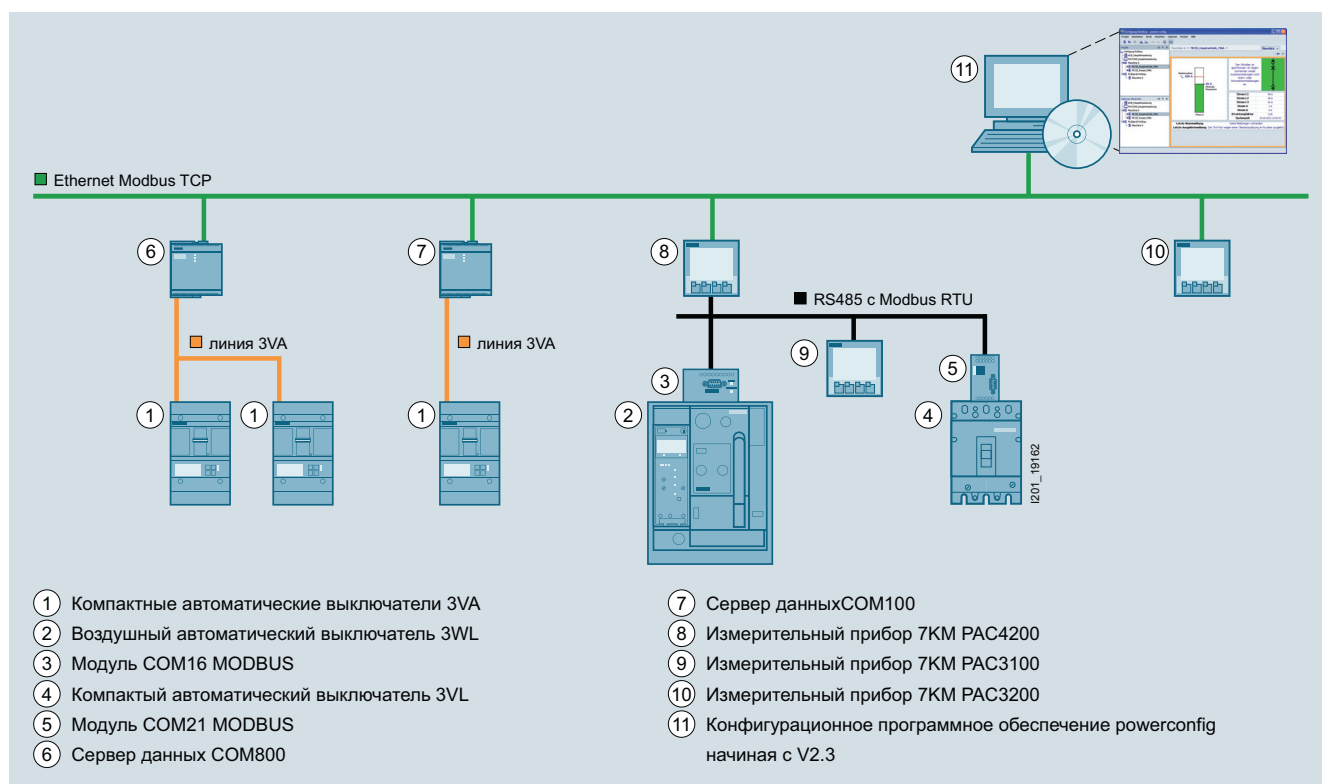 11
Ethernet Modbus TCP
6
7
8
10
RS485 с Modbus RTU
линия 3VA
линия 3VA
9
3
5
1
1
1
2
4
I201_19162
1 Компактные автоматические выключатели 3VA
2 Воздушный автоматический выключатель 3WL
3 Модуль COM16 MODBUS
4 Компактый автоматический выключатель 3VL
5 Модуль COM21 MODBUS
6 Сервер данных COM800
7 Сервер данныхCOM100
8 Измерительный прибор 7KM PAC4200
9 Измерительный прибор 7KM PAC3100
10 Измерительный прибор 7KM PAC3200
11 Конфигурационное программное обеспечение powerconfig
начиная с V2.3